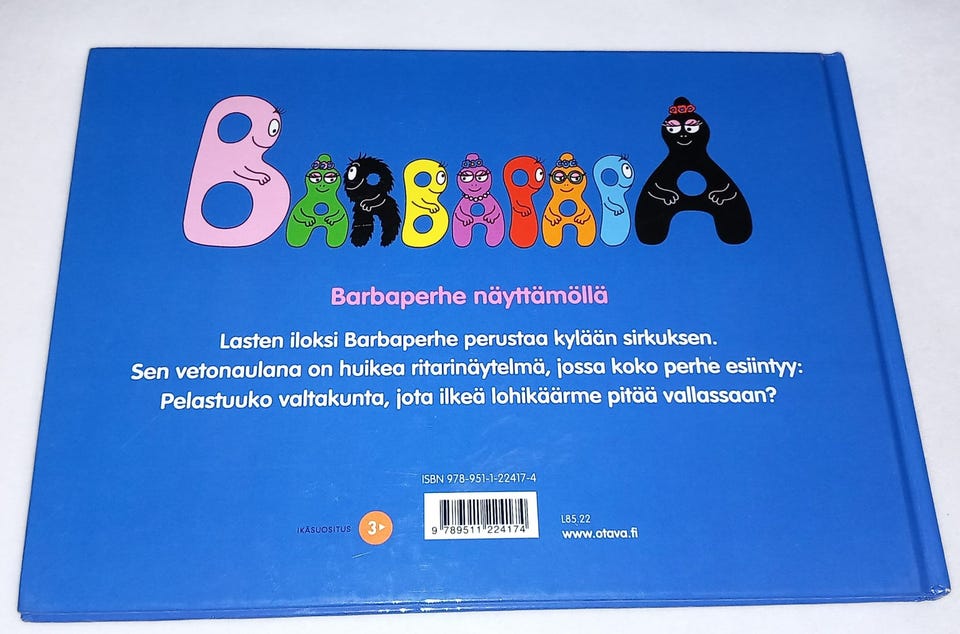 BARBAPAPA
Barbaperhe näyttämöllä
Lasten iloksi Barbaperhe perustaa kylään sirkuksen.
Sen vetonaulana on huikea ritarinäytelmä, jossa koko perhe esiintyy:
Pelastuuko valtakunta, jota ilkeä lohikäärme pitää vallassaan?
ISBN 978-951-1-22417-4
IKÄSUOSITUS 3
9 789511 224174
L85.22
www.otava.fi